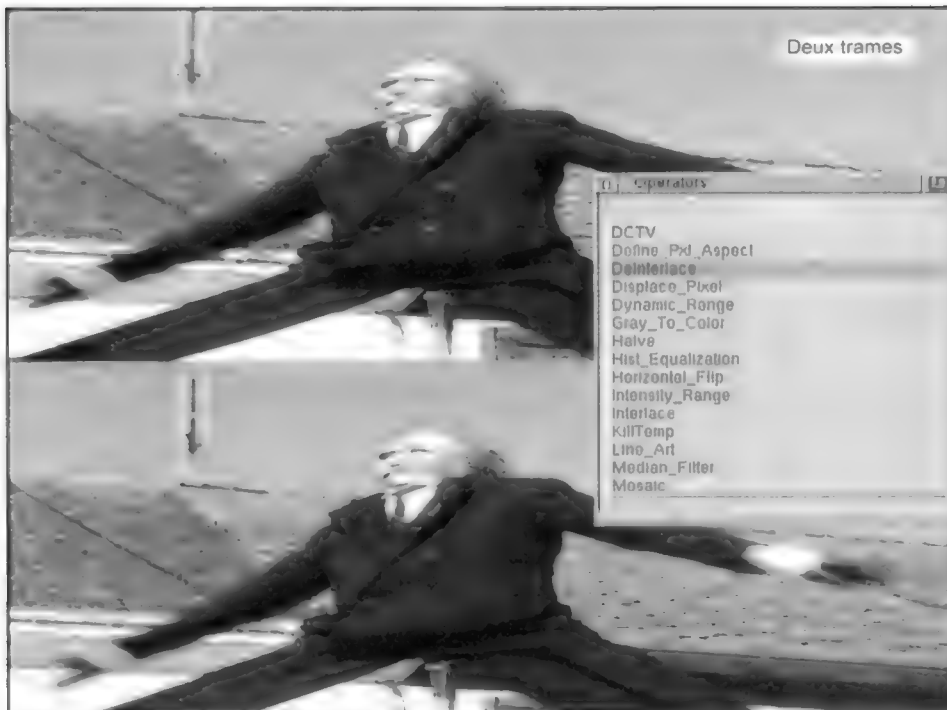 Deux trames
Operators
DCTV
Define_Pxl_Aspect
Deinterlace
Displace_Pixel
Dynamic_Range
Gray_To_Color
Halve
Hist_Equalization
Horizontal_Flip
Intensity_Range
Interlace
KillTemp
Line_Art
Median_Filter
Mosaic